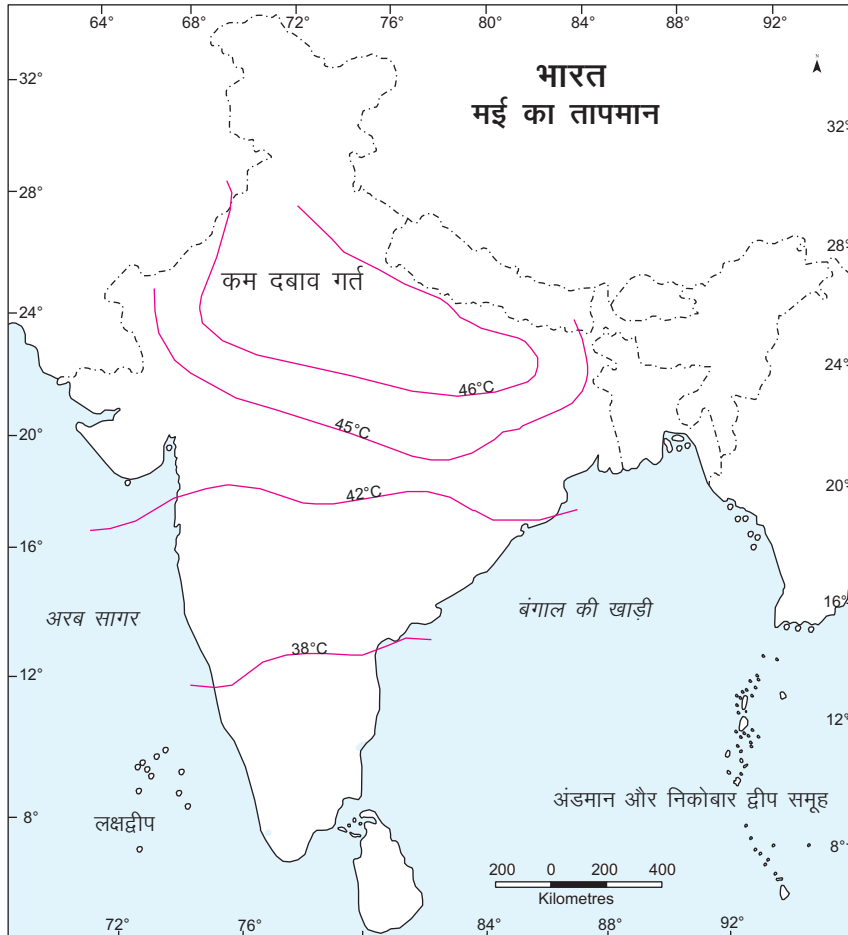 64° 68° 72° 76° 80° 84° 88° 92°
N
भारत
मई का तापमान
32°
32°
28°
28°
कम दबाव गर्त
24°
24°
46°C
45°C
20°
42°C
20°
16°
16°
अरब सागर
बंगाल की खाड़ी
38°C
12°
12°
अंडमान और निकोबार द्वीप समूह
लक्षद्वीप
8°
8°
200 0 200 400
Kilometres
72° 76° 84° 88° 92°